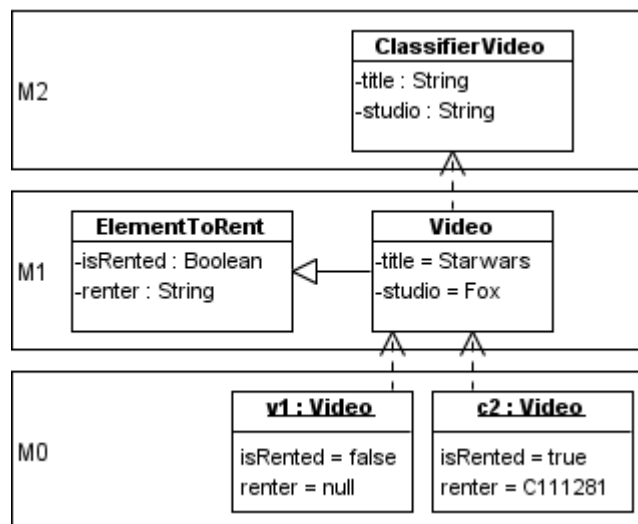 M2
ClassifierVideo
-title : String
-studio : String
M1
ElementToRent
-isRented : Boolean
-renter : String
Video
-title = Starwars
-studio = Fox
M0
v1 : Video
isRented = false
renter = null
c2 : Video
isRented = true
renter = C111281